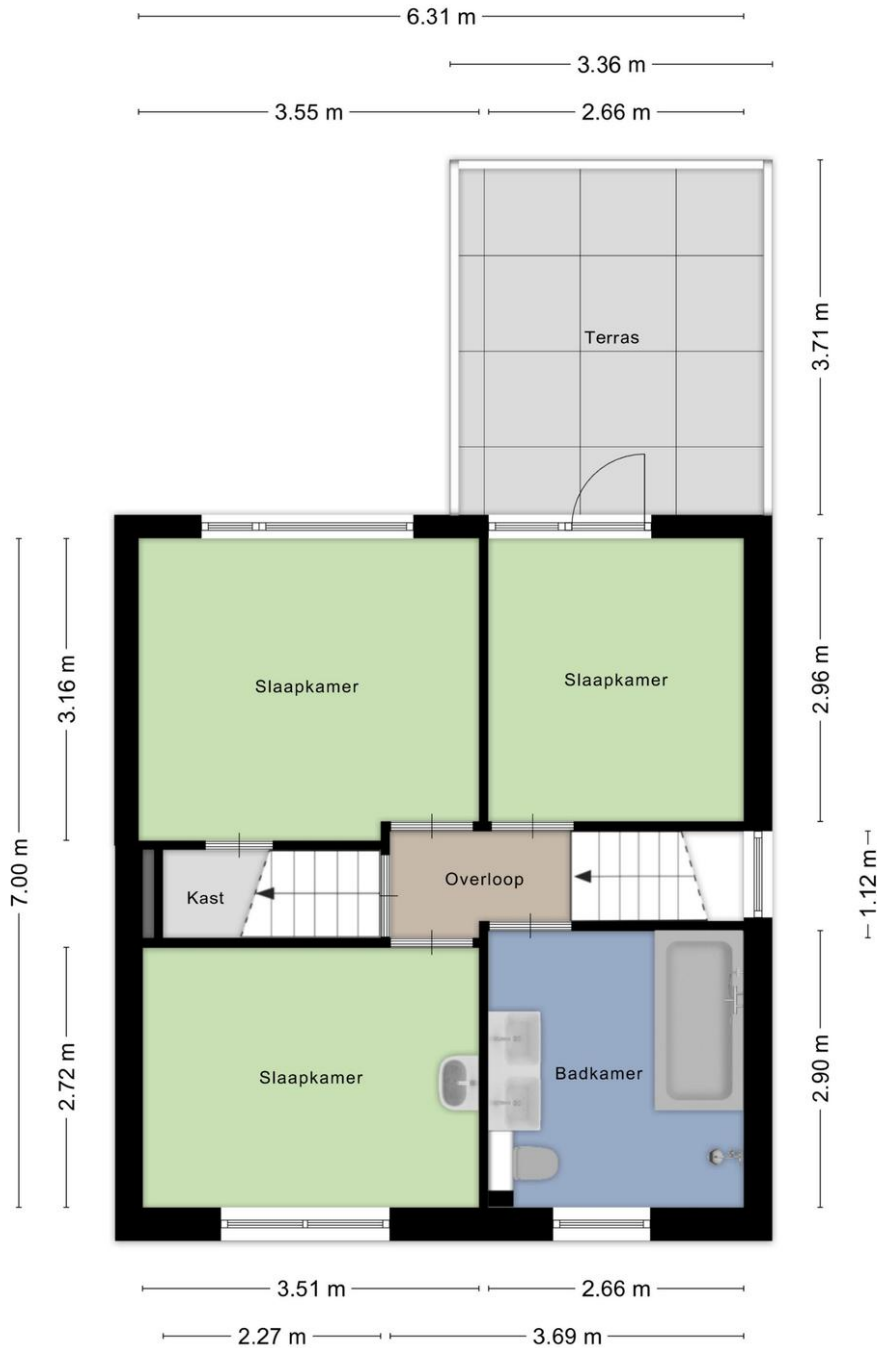 6.31 m
3.36 m
3.55 m
2.66 m
3.71 m
Terras
7.00 m
3.16 m
Slaapkamer
Slaapkamer
2.96 m
Kast
Overloop
1.12 m
2.72 m
Slaapkamer
Badkamer
2.90 m
3.51 m
2.66 m
2.27 m
3.69 m